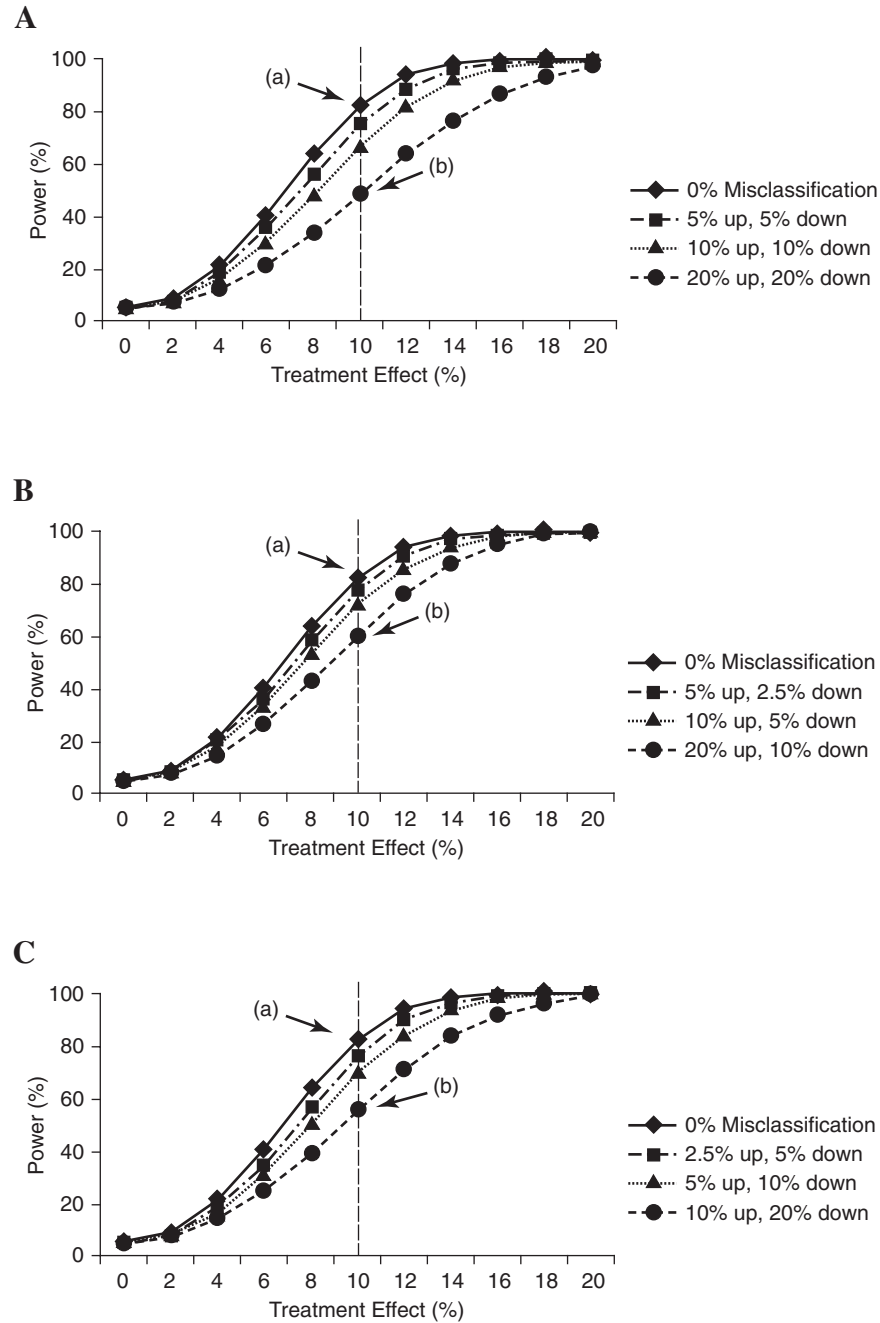 A
100
80
60
40
20
0
Power (%)
(a)
(b)
0 2 4 6 8 10 12 14 16 18 20
Treatment Effect (%)
0% Misclassification
5% up, 5% down
10% up, 10% down
20% up, 20% down
B
100
80
60
40
20
0
Power (%)
(a)
(b)
0 2 4 6 8 10 12 14 16 18 20
Treatment Effect (%)
0% Misclassification
5% up, 2.5% down
10% up, 5% down
20% up, 10% down
C
100
80
60
40
20
0
Power (%)
(a)
(b)
0 2 4 6 8 10 12 14 16 18 20
Treatment Effect (%)
0% Misclassification
2.5% up, 5% down
5% up, 10% down
10% up, 20% down